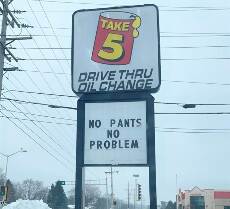 TAKE
5
DRIVE THRU
OIL CHANGE
NO PANTS
NO
PROBLEM